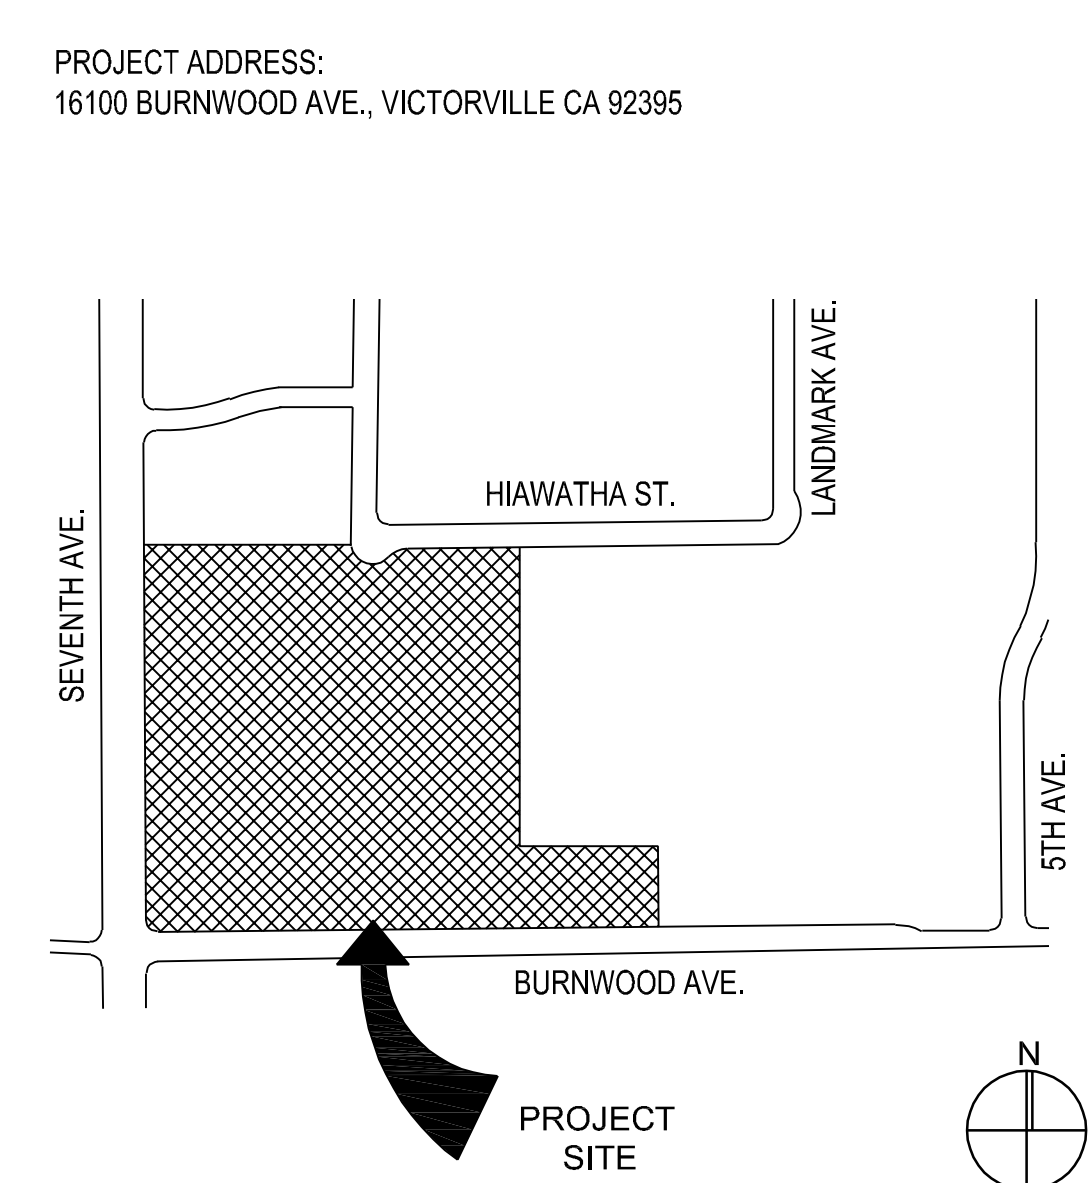 PROJECT ADDRESS:
16100 BURNWOOD AVE., VICTORVILLE CA 92395
LANDMARK AVE.
HIAWATHA ST.
SEVENTH AVE.
5TH AVE.
BURNWOOD AVE.
N
PROJECT
SITE